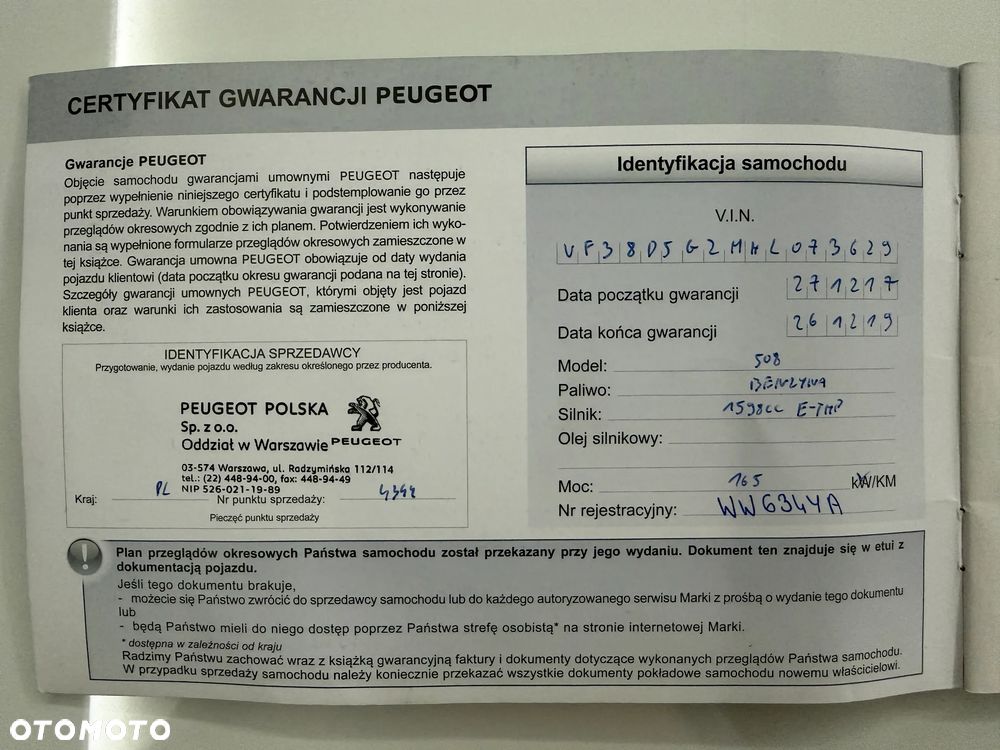 CERTYFIKAT GWARANCJI PEUGEOT
Gwarancje PEUGEOT
Objęcie samochodu gwarancjami umownymi PEUGEOT następuje
poprzez wypełnienie niniejszego certyfikatu i podstemplowanie go przez
punkt sprzedaży. Warunkiem obowiązywania gwarancji jest wykonywanie
przeglądów okresowych zgodnie z ich planem. Potwierdzeniem ich wyko-
nania są wypełnione formularze przeglądów okresowych zamieszczone w
tej książce. Gwarancja umowna PEUGEOT obowiązuje od daty wydania
pojazdu klientowi (data początku okresu gwarancji podana na tej stronie).
Szczegóły gwarancji umownych PEUGEOT, którymi objęty jest pojazd
klienta oraz warunki ich zastosowania są zamieszczone w poniższej
książce.
IDENTYFIKACJA SPRZEDAWCY
Przygotowanie, wydanie pojazdu według zakresu określonego przez producenta.
PEUGEOT POLSKA
Sp. z o.o.
Oddział w Warszawie PEUGEOT
03-574 Warszawa, ul. Radzymińska 112/114
tel.: (22) 448-94-00, fax: 448-94-49
NIP 526-021-19-89
Kraj: PL Nr punktu sprzedaży:
Pieczęć punktu sprzedaży
Identyfikacja samochodu
V.I.N.
VF38D5GZMHL073629
Data początku gwarancji 271217
Data końca gwarancji 261219
Model: 508
Paliwo: BENZYNA
Silnik: 1598cc E-THP
Olej silnikowy:
Moc: 165 kW/KM
Nr rejestracyjny: WW6344A
! Plan przeglądów okresowych Państwa samochodu został przekazany przy jego wydaniu. Dokument ten znajduje się w etui z
dokumentacją pojazdu.
Jeśli tego dokumentu brakuje,
- możecie się Państwo zwrócić do sprzedawcy samochodu lub do każdego autoryzowanego serwisu Marki z prośbą o wydanie tego dokumentu
lub
- będą Państwo mieli do niego dostęp poprzez Państwa strefę osobistą* na stronie internetowej Marki.
* dostępna w zależności od kraju
Radzimy Państwu zachować wraz z książką gwarancyjną faktury i dokumenty dotyczące wykonanych przeglądów Państwa samochodu.
W przypadku sprzedaży samochodu należy koniecznie przekazać wszystkie dokumenty pokładowe samochodu nowemu właścicielowi.
OTOMOTO